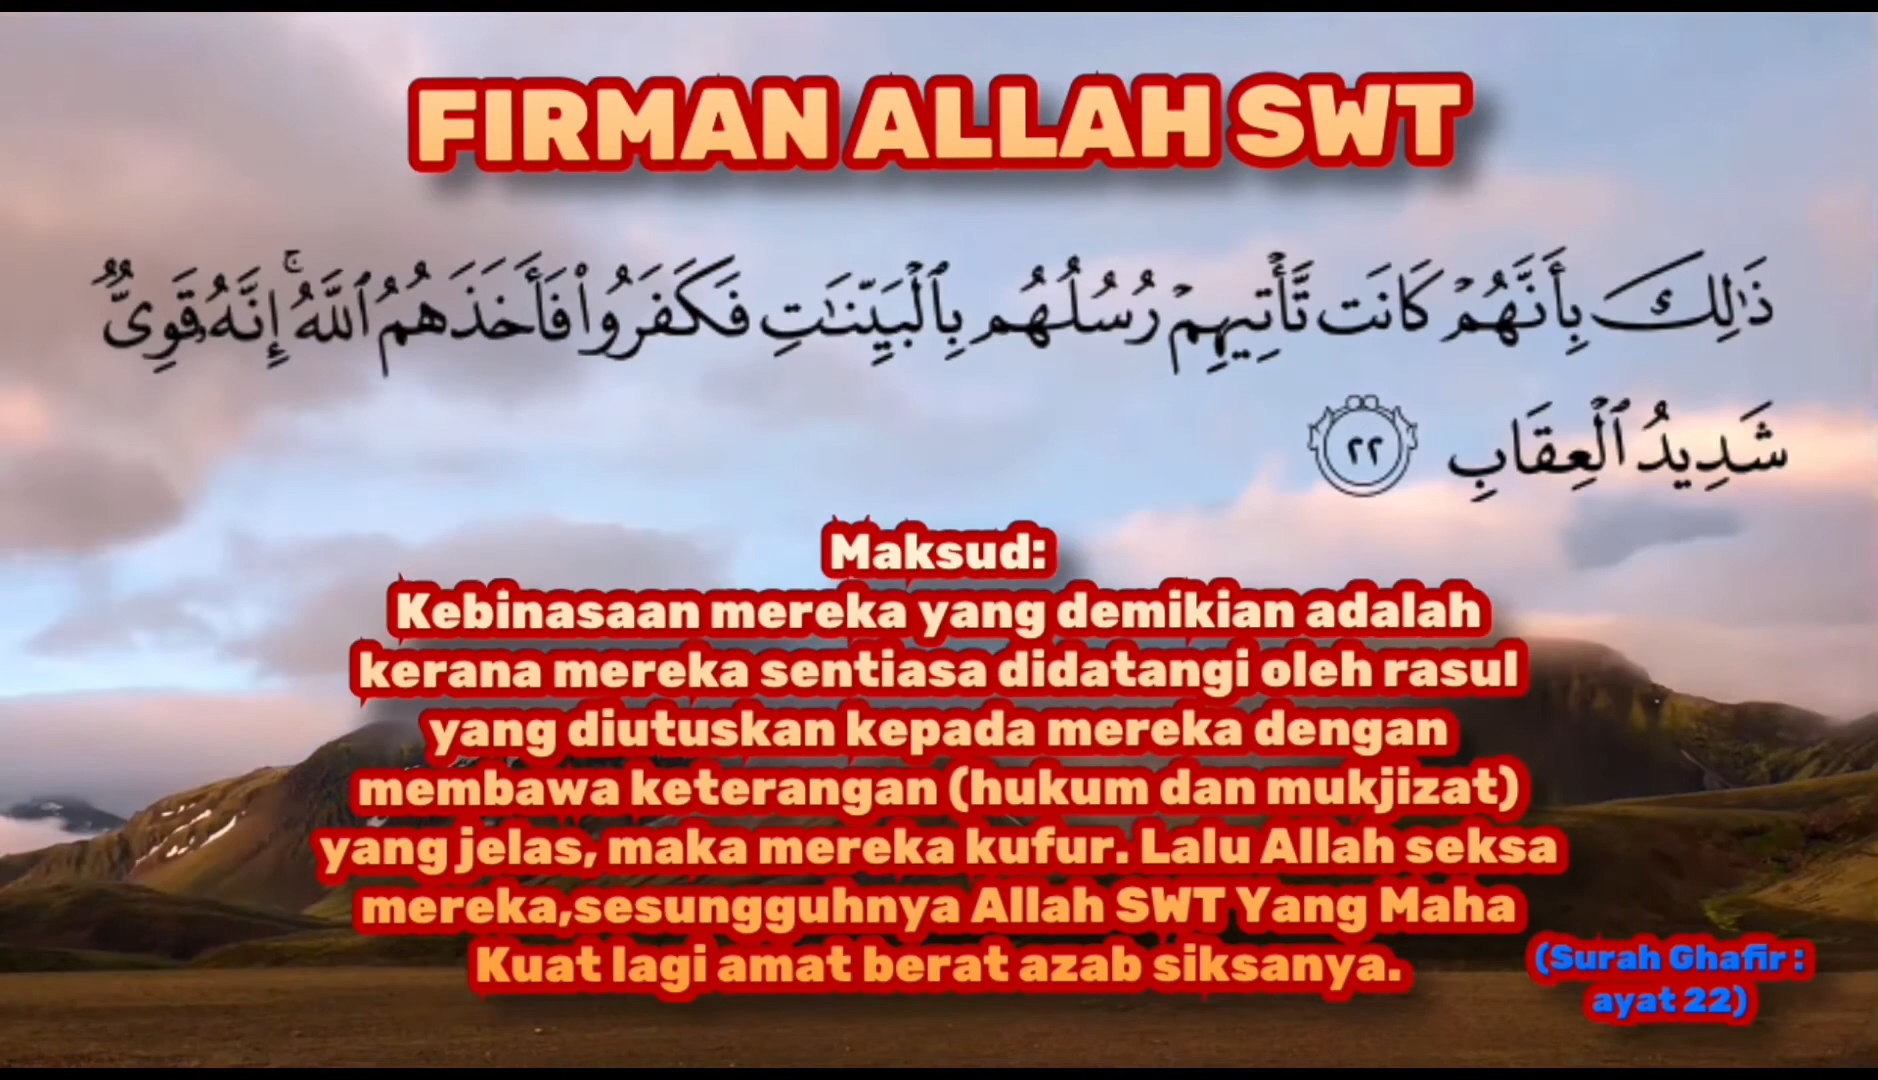 FIRMAN ALLAH SWT
ذَٰلِكَ بِأَنَّهُمْ كَانَت تَّأْتِيهِمْ رُسُلُهُم بِٱلْبَيِّنَٰتِ فَكَفَرُوا۟ فَأَخَذَهُمُ ٱللَّهُ ۚ إِنَّهُۥ قَوِىٌّ
شَدِيدُ ٱلْعِقَابِ ٢٢
Maksud:
Kebinasaan mereka yang demikian adalah
kerana mereka sentiasa didatangi oleh rasul
yang diutuskan kepada mereka dengan
membawa keterangan (hukum dan mukjizat)
yang jelas, maka mereka kufur. Lalu Allah seksa
mereka,sesungguhnya Allah SWT Yang Maha
Kuat lagi amat berat azab siksanya.
(Surah Ghafir :
ayat 22)